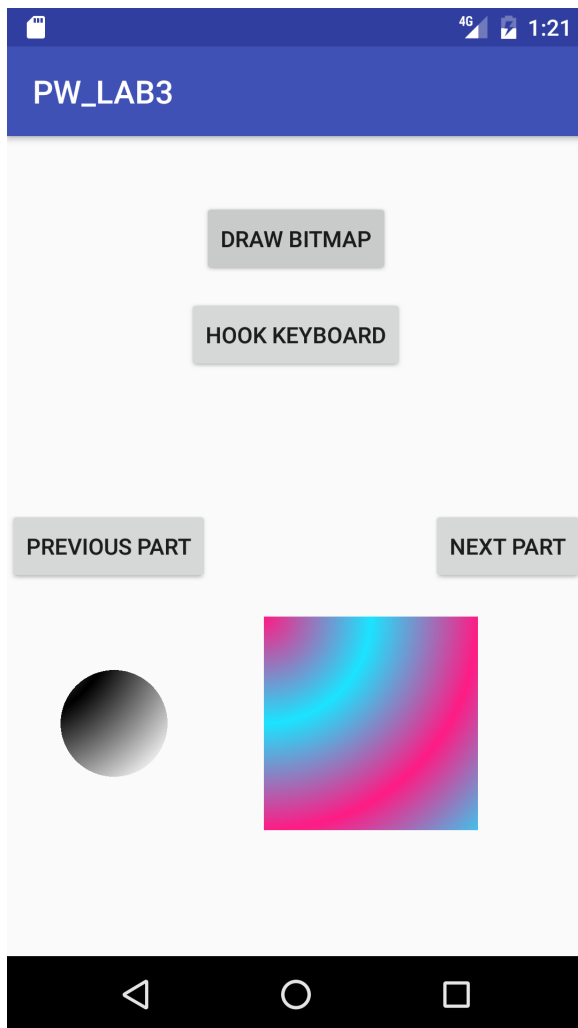 4G 1:21
PW_LAB3
DRAW BITMAP
HOOK KEYBOARD
PREVIOUS PART NEXT PART